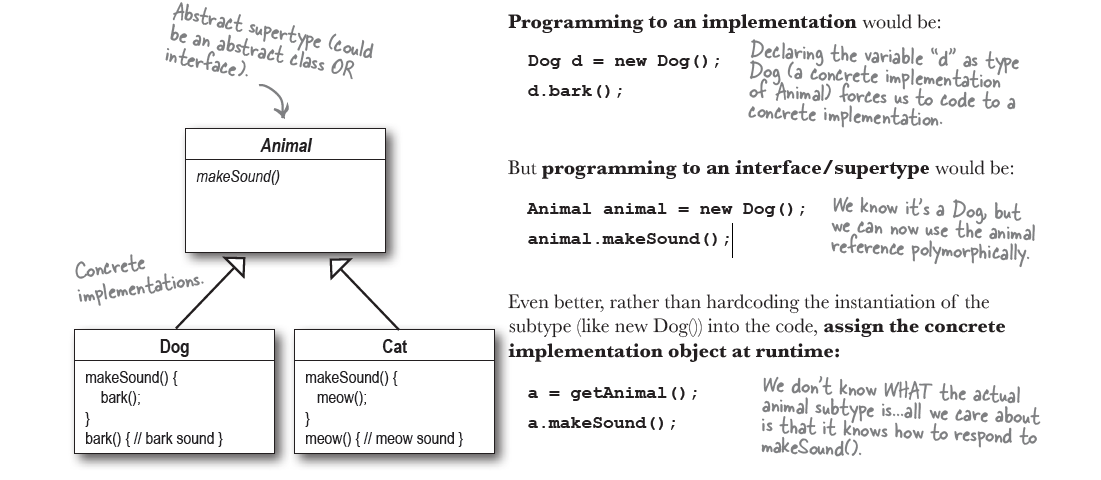 Abstract supertype (could
be an abstract class OR
interface).
Animal
makeSound()
Concrete
implementations.
Dog
makeSound() {
bark();
}
bark() { // bark sound }
Cat
makeSound() {
meow();
}
meow() { // meow sound }
Programming to an implementation would be:
Dog d = new Dog();
d.bark();
Declaring the variable “d” as type
Dog (a concrete implementation
of Animal) forces us to code to a
concrete implementation.
But programming to an interface/supertype would be:
Animal animal = new Dog();
animal.makeSound();
We know it’s a Dog, but
we can now use the animal
reference polymorphically.
Even better, rather than hardcoding the instantiation of the
subtype (like new Dog()) into the code, assign the concrete
implementation object at runtime:
a = getAnimal();
a.makeSound();
We don’t know WHAT the actual
animal subtype is...all we care about
is that it knows how to respond to
makeSound().